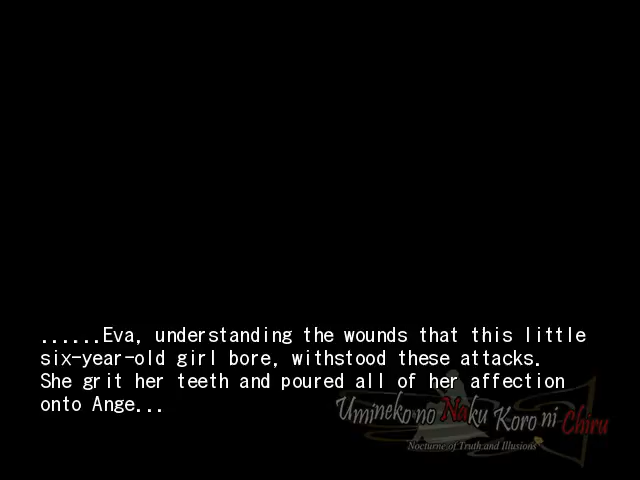 ......Eva, understanding the wounds that this little
six-year-old girl bore, withstood these attacks.
She grit her teeth and poured all of her affection
onto Ange...
Umineko no Naku Koro ni Chiru
Nocturne of Truth and Illusions